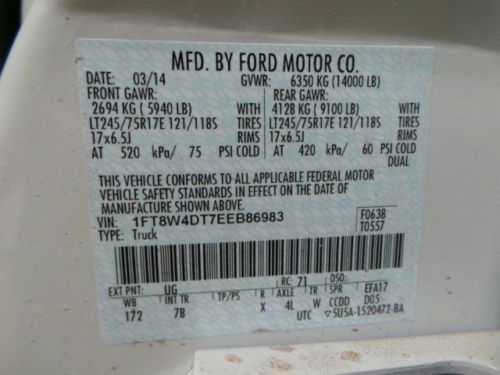 MFD. BY FORD MOTOR CO.
DATE: 03/14 GVWR: 6350 KG (14000 LB)
FRONT GAWR: REAR GAWR:
2694 KG ( 5940 LB) WITH 4128 KG ( 9100 LB) WITH
LT245/75R17E 121/118S TIRES LT245/75R17E 121/118S TIRES
17x6.5J RIMS 17x6.5J RIMS
AT 520 kPa/ 75 PSI COLD AT 420 kPa/ 60 PSI COLD
DUAL
THIS VEHICLE CONFORMS TO ALL APPLICABLE FEDERAL MOTOR
VEHICLE SAFETY STANDARDS IN EFFECT ON THE DATE OF
MANUFACTURE SHOWN ABOVE.
VIN: 1FT8W4DT7EEB86983 F0638
TYPE: Truck T0557
EXT PNT: UG RC: 71 DSO:
WB INT TR TP/PS R AXLE TR SPR EFA17
172 7B X 4L W CCDD D05
UTC 5U5A-1520472-BA